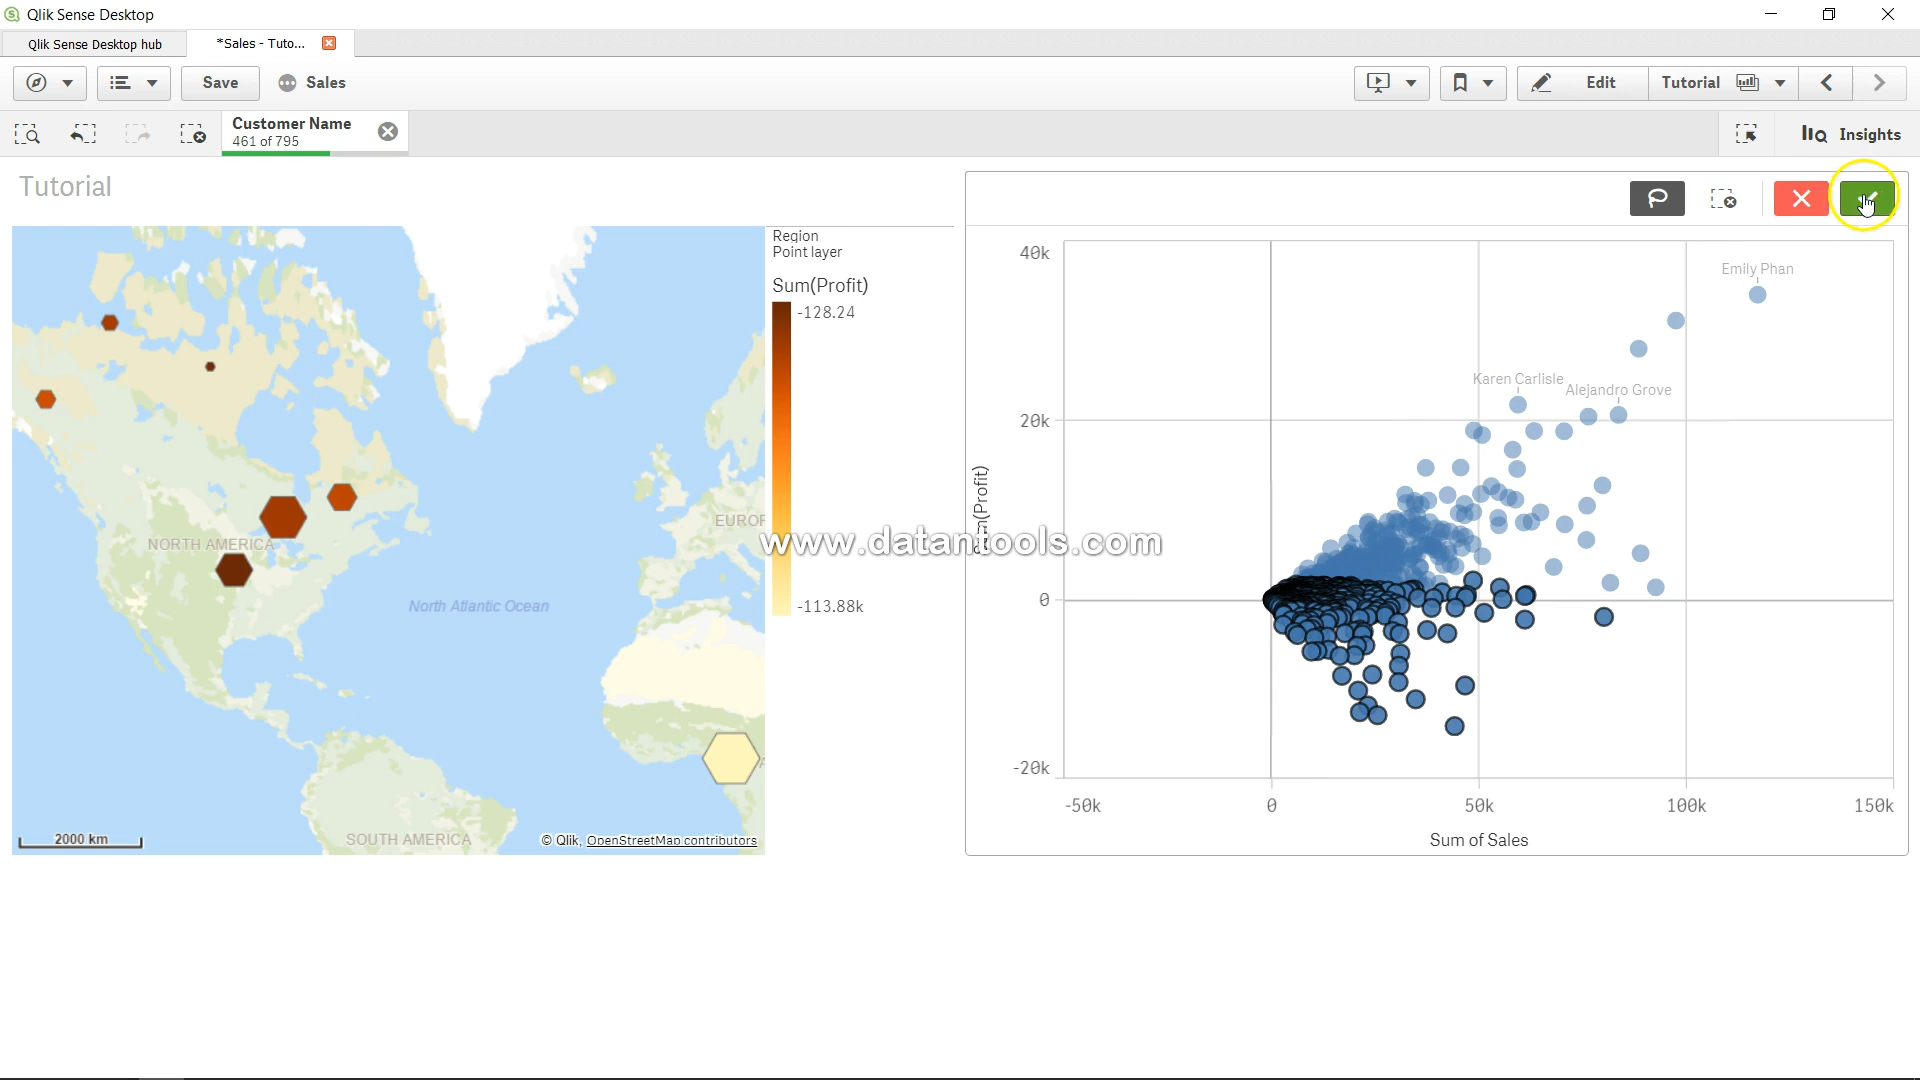 Qlik Sense Desktop
Qlik Sense Desktop hub
*Sales - Tuto...
Save
Sales
Edit
Tutorial
Customer Name
461 of 795
Insights
Tutorial
Region
Point layer
Sum(Profit)
-128.24
-113.88k
NORTH AMERICA
EUROP
North Atlantic Ocean
SOUTH AMERICA
2000 km
© Qlik, OpenStreetMap contributors
www.datantools.com
40k
20k
0
-20k
Sum(Profit)
Emily Phan
Karen Carlisle
Alejandro Grove
-50k
0
50k
100k
150k
Sum of Sales